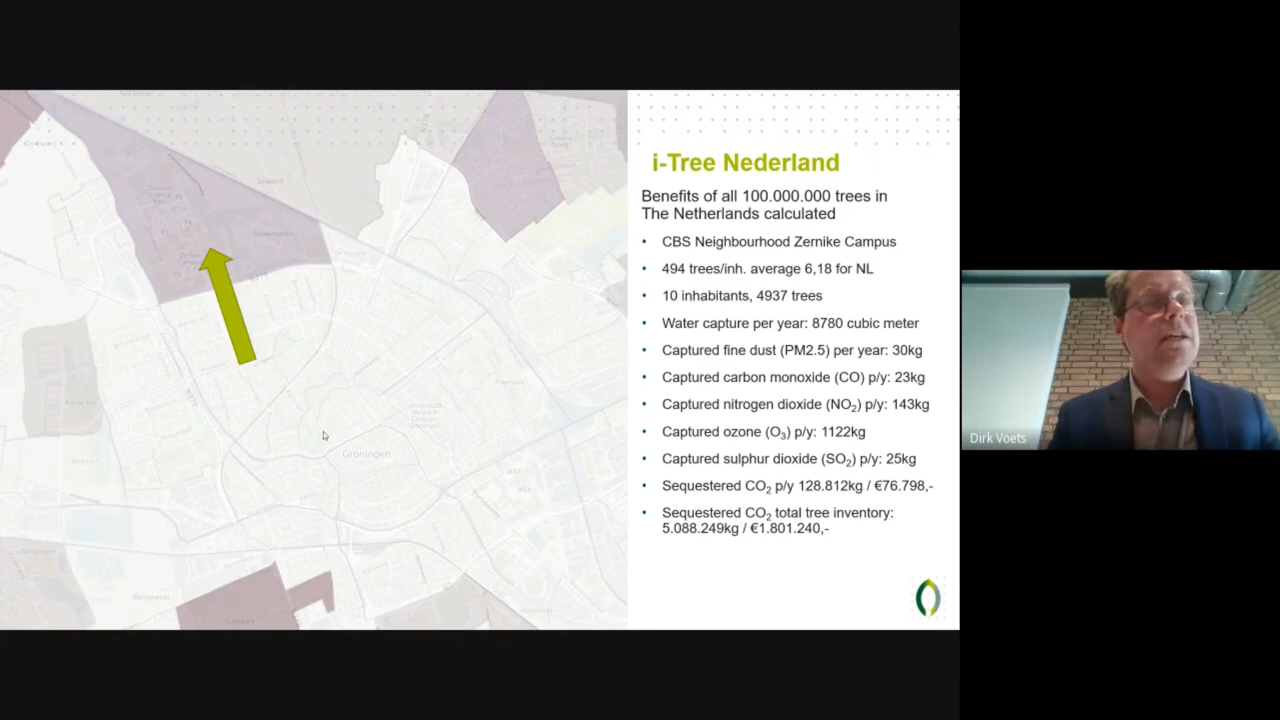 i-Tree Nederland
Benefits of all 100.000.000 trees in
The Netherlands calculated
• CBS Neighbourhood Zernike Campus
• 494 trees/inh. average 6,18 for NL
• 10 inhabitants, 4937 trees
• Water capture per year: 8780 cubic meter
• Captured fine dust (PM2.5) per year: 30kg
• Captured carbon monoxide (CO) p/y: 23kg
• Captured nitrogen dioxide (NO2) p/y: 143kg
• Captured ozone (O3) p/y: 1122kg
• Captured sulphur dioxide (SO2) p/y: 25kg
• Sequestered CO2 p/y 128.812kg / €76.798,-
• Sequestered CO2 total tree inventory:
5.088.249kg / €1.801.240,-
Selwerd
De Hoogte
Groningen
Dirk Voets